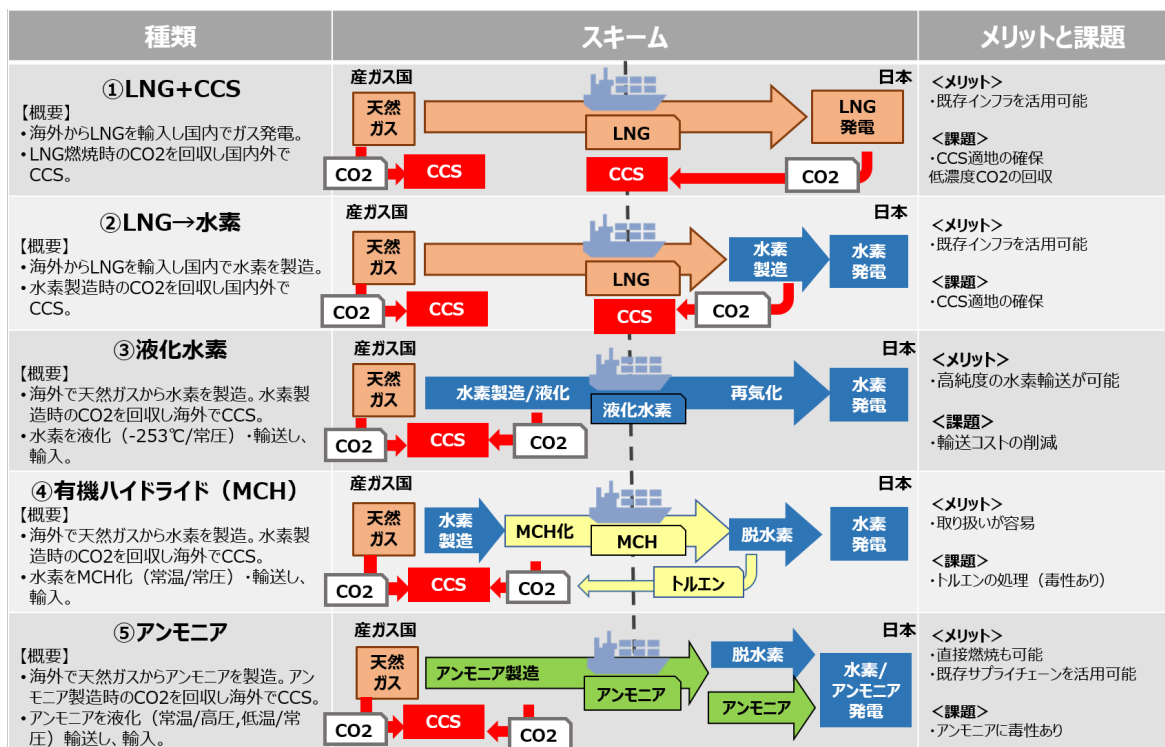 種類
スキーム
メリットと課題
①LNG+CCS
【概要】
・海外からLNGを輸入し国内でガス発電。
・LNG燃焼時のCO2を回収し国内外で
CCS。
産ガス国
日本
天然
ガス
LNG
LNG
発電
CO2
CCS
CCS
CO2
<メリット>
・既存インフラを活用可能
<課題>
・CCS適地の確保
低濃度CO2の回収
②LNG→水素
【概要】
・海外からLNGを輸入し国内で水素を製造。
・水素製造時のCO2を回収し国内外で
CCS。
産ガス国
日本
天然
ガス
LNG
水素
製造
水素
発電
CO2
CCS
CCS
CO2
<メリット>
・既存インフラを活用可能
<課題>
・CCS適地の確保
③液化水素
【概要】
・海外で天然ガスから水素を製造。水素製
造時のCO2を回収し海外でCCS。
・水素を液化（-253℃/常圧）・輸送し、
輸入。
産ガス国
日本
天然
ガス
水素製造/液化
液化水素
再気化
水素
発電
CO2
CCS
CO2
<メリット>
・高純度の水素輸送が可能
<課題>
・輸送コストの削減
④有機ハイドライド（MCH）
【概要】
・海外で天然ガスから水素を製造。水素製
造時のCO2を回収し海外でCCS。
・水素をMCH化（常温/常圧）・輸送し、
輸入。
産ガス国
日本
天然
ガス
水素
製造
MCH化
MCH
脱水素
水素
発電
CO2
CCS
CO2
トルエン
<メリット>
・取り扱いが容易
<課題>
・トルエンの処理（毒性あり）
⑤アンモニア
【概要】
・海外で天然ガスからアンモニアを製造。アン
モニア製造時のCO2を回収し海外でCCS。
・アンモニアを液化（常温/高圧,低温/常
圧）輸送し、輸入。
産ガス国
日本
天然
ガス
アンモニア製造
アンモニア
脱水素
アンモニア
水素/
アンモニア
発電
CO2
CCS
CO2
<メリット>
・直接燃焼も可能
・既存サプライチェーンを活用可能
<課題>
・アンモニアに毒性あり